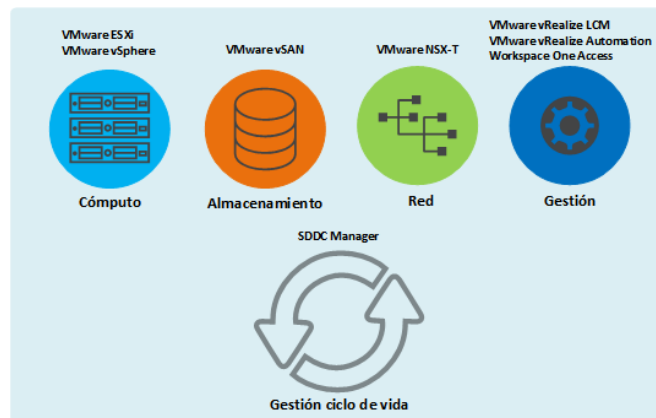 VMware ESXi
VMware vSphere
VMware vSAN
VMware NSX-T
VMware vRealize LCM
VMware vRealize Automation
Workspace One Access
Cómputo
Almacenamiento
Red
Gestión
SDDC Manager
Gestión ciclo de vida